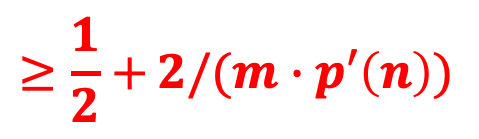 ≥ 1/2 + 2/(m · p′(n))